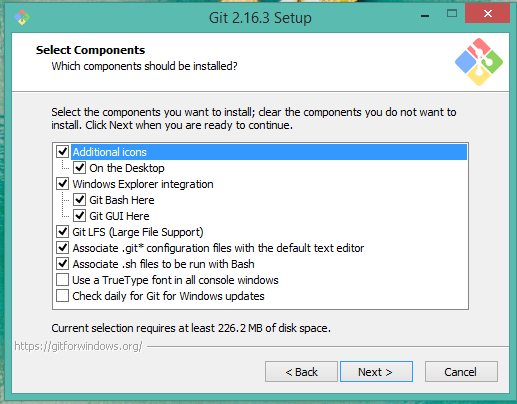 Git 2.16.3 Setup
Select Components
Which components should be installed?
Select the components you want to install; clear the components you do not want to
install. Click Next when you are ready to continue.
Additional icons
On the Desktop
Windows Explorer integration
Git Bash Here
Git GUI Here
Git LFS (Large File Support)
Associate .git* configuration files with the default text editor
Associate .sh files to be run with Bash
Use a TrueType font in all console windows
Check daily for Git for Windows updates
Current selection requires at least 226.2 MB of disk space.
https://gitforwindows.org/
< Back
Next >
Cancel